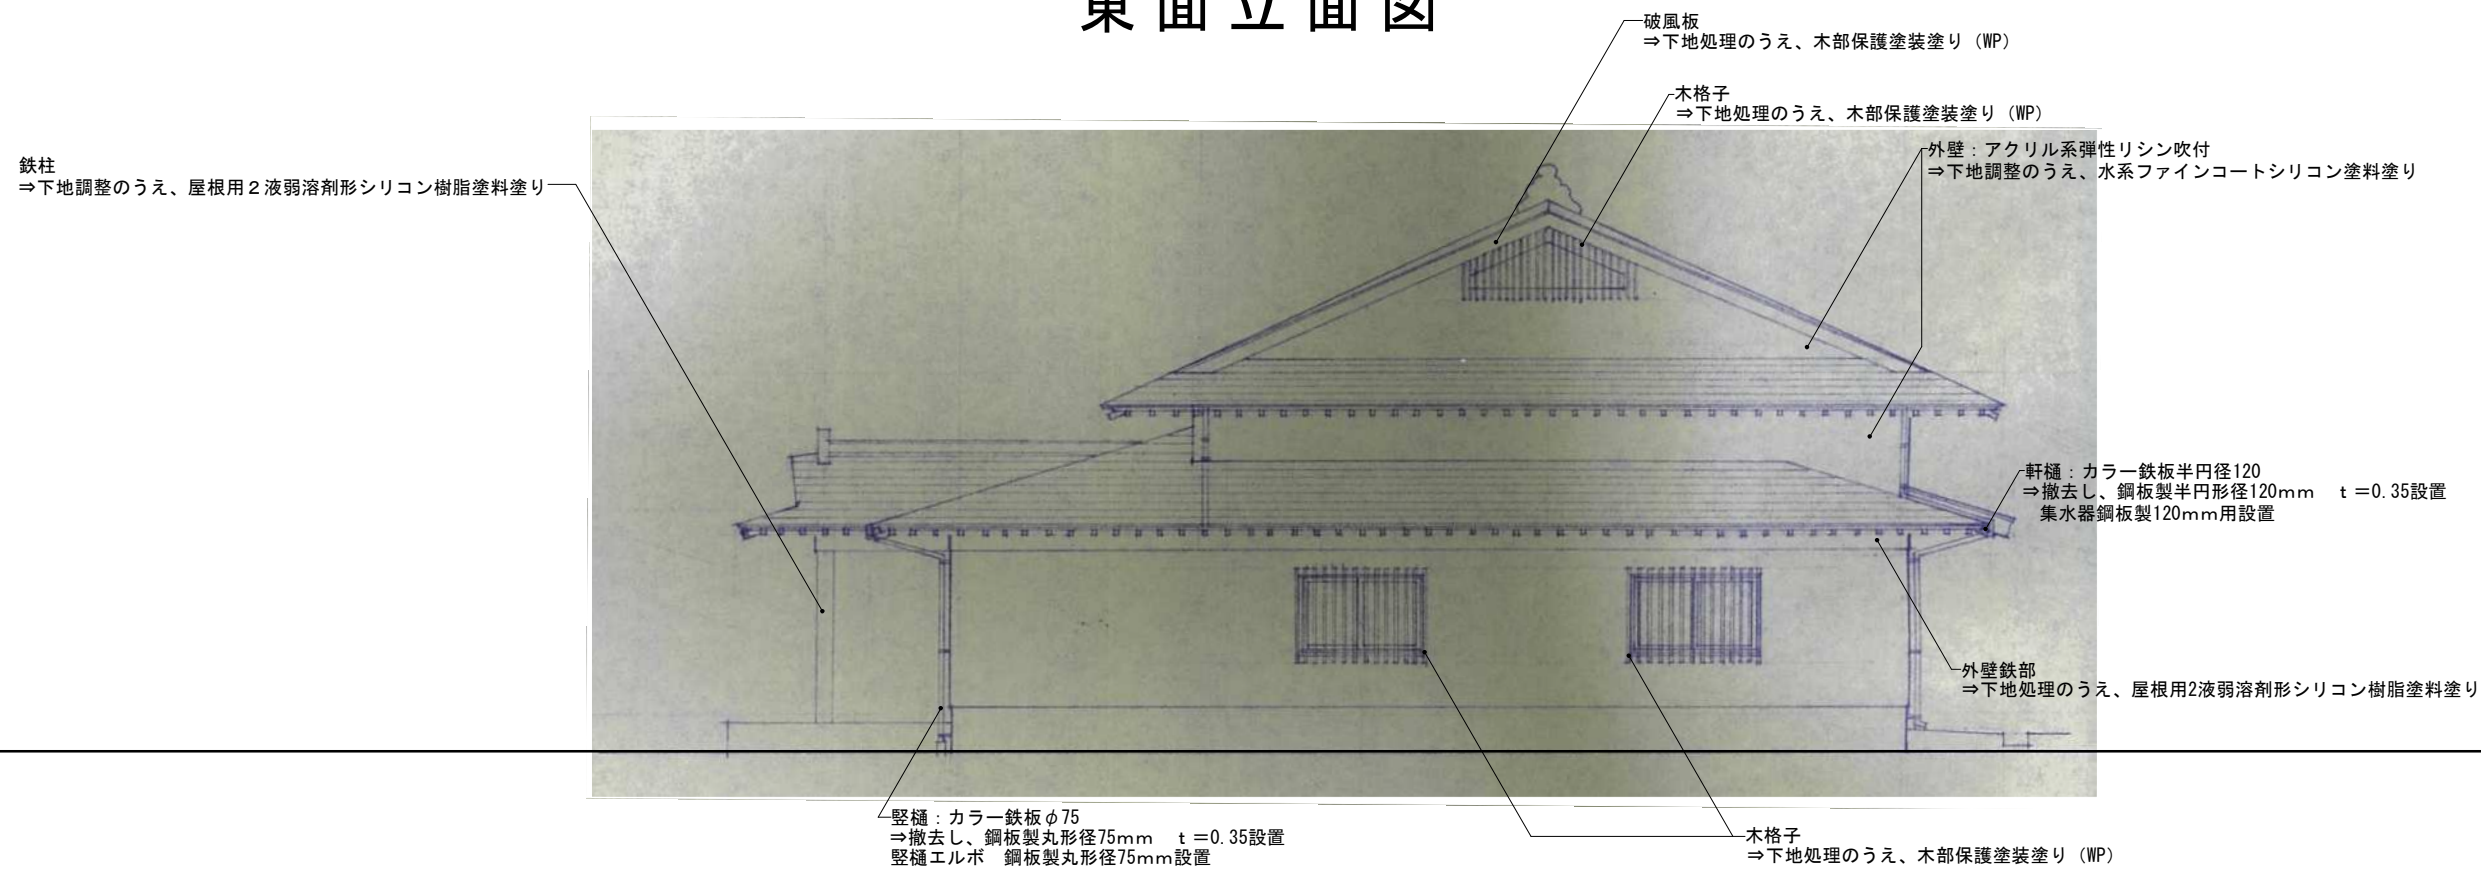 東面立面図
破風板
⇒下地処理のうえ、木部保護塗装塗り（WP）
木格子
⇒下地処理のうえ、木部保護塗装塗り（WP）
外壁：アクリル系弾性リシン吹付
⇒下地調整のうえ、水系ファインコートシリコン塗料塗り
鉄柱
⇒下地調整のうえ、屋根用２液弱溶剤形シリコン樹脂塗料塗り
軒樋：カラー鉄板半円径120
⇒撤去し、鋼板製半円形径120mm　ｔ＝0.35設置
集水器鋼板製120mm用設置
外壁鉄部
⇒下地処理のうえ、屋根用2液弱溶剤形シリコン樹脂塗料塗り
竪樋：カラー鉄板φ75
⇒撤去し、鋼板製丸形径75mm　ｔ＝0.35設置
竪樋エルボ　鋼板製丸形径75mm設置
木格子
⇒下地処理のうえ、木部保護塗装塗り（WP）